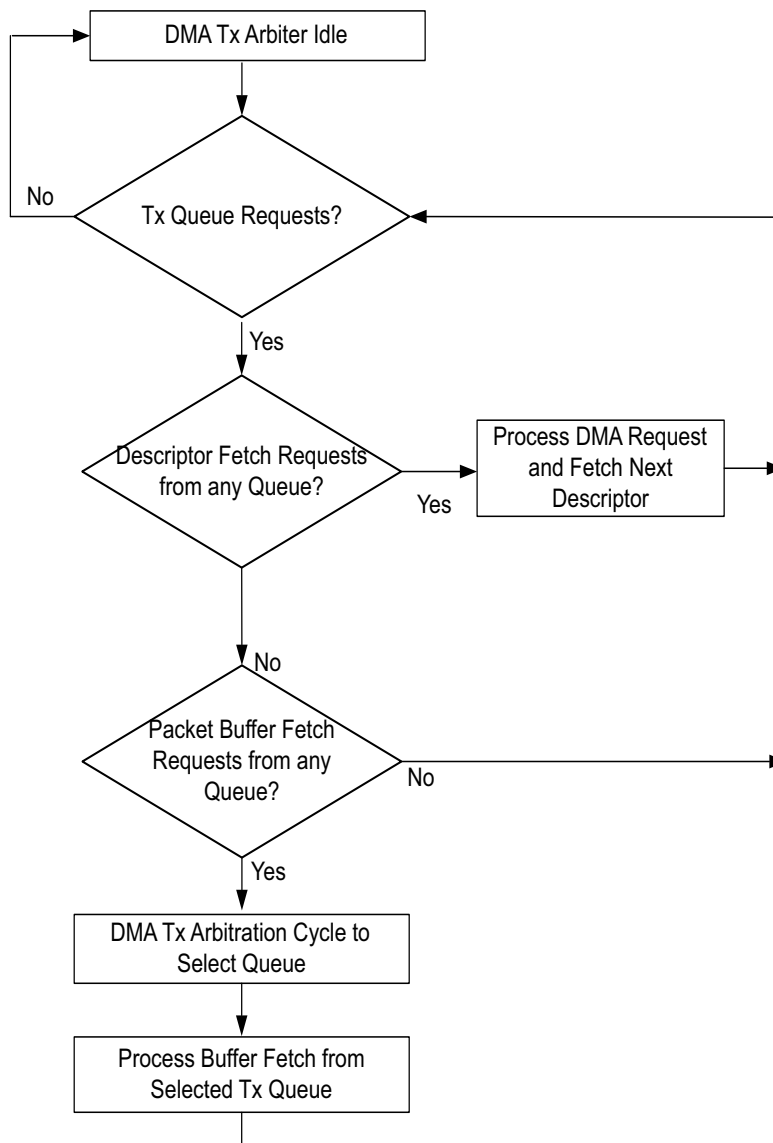 DMA Tx Arbiter Idle
No
Tx Queue Requests?
Yes
Descriptor Fetch Requests
from any Queue?
Yes
Process DMA Request
and Fetch Next
Descriptor
No
Packet Buffer Fetch
Requests from any
Queue?
No
Yes
DMA Tx Arbitration Cycle to
Select Queue
Process Buffer Fetch from
Selected Tx Queue